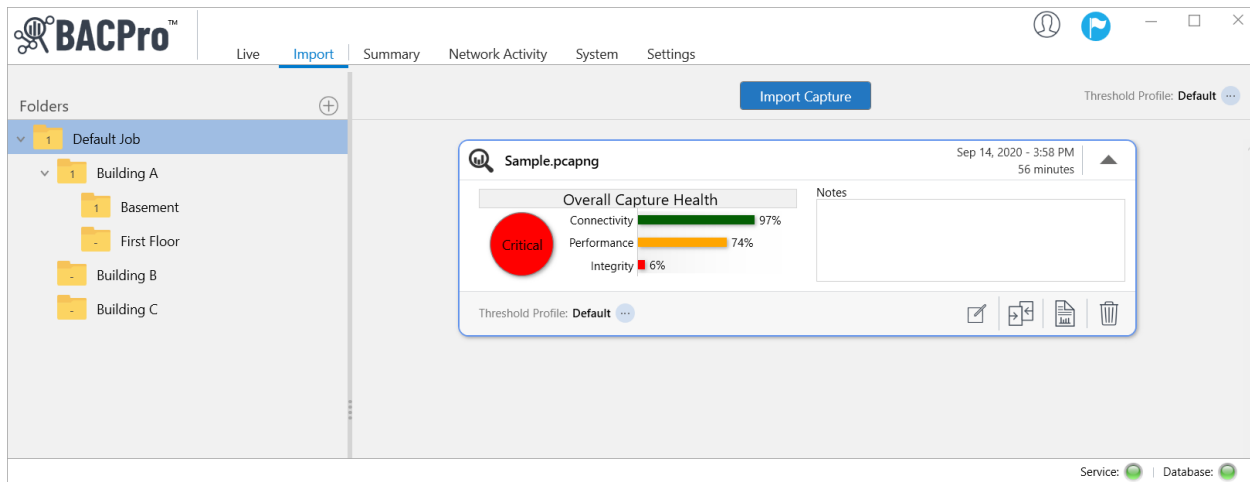 BACPro™
Live Import Summary Network Activity System Settings
Folders
Import Capture
Threshold Profile: Default ...
1 Default Job
1 Building A
1 Basement
- First Floor
- Building B
- Building C
Sample.pcapng
Sep 14, 2020 - 3:58 PM
56 minutes
Overall Capture Health
Critical
Connectivity 97%
Performance 74%
Integrity 6%
Notes
Threshold Profile: Default ...
Service: | Database: